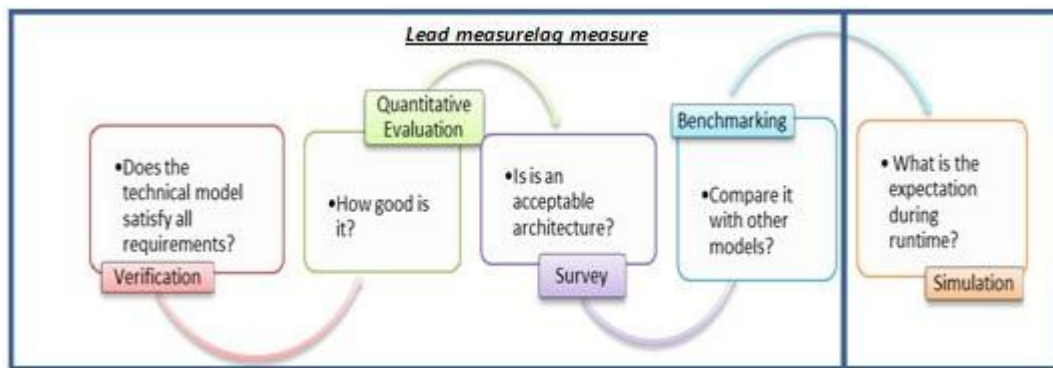 Lead measurelag measure
•Does the
technical model
satisfy all
requirements?
Verification
Quantitative
Evaluation
•How good is
it?
•Is is an
acceptable
architecture?
Survey
Benchmarking
•Compare it
with other
models?
• What is the
expectation
during
runtime?
Simulation